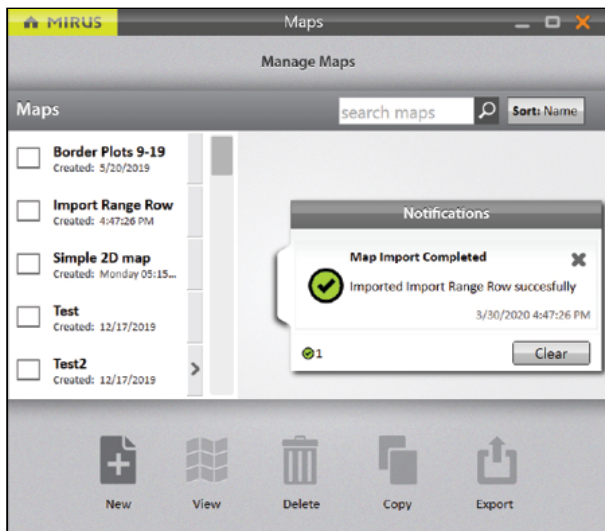 MIRUS
Maps
Manage Maps
Maps
search maps
Sort: Name
Border Plots 9-19
Created: 5/20/2019
Import Range Row
Created: 4:47:26 PM
Simple 2D map
Created: Monday 05:15...
Test
Created: 12/17/2019
Test2
Created: 12/17/2019
Notifications
Map Import Completed
Imported Import Range Row succesfully
3/30/2020 4:47:26 PM
1
Clear
New
View
Delete
Copy
Export